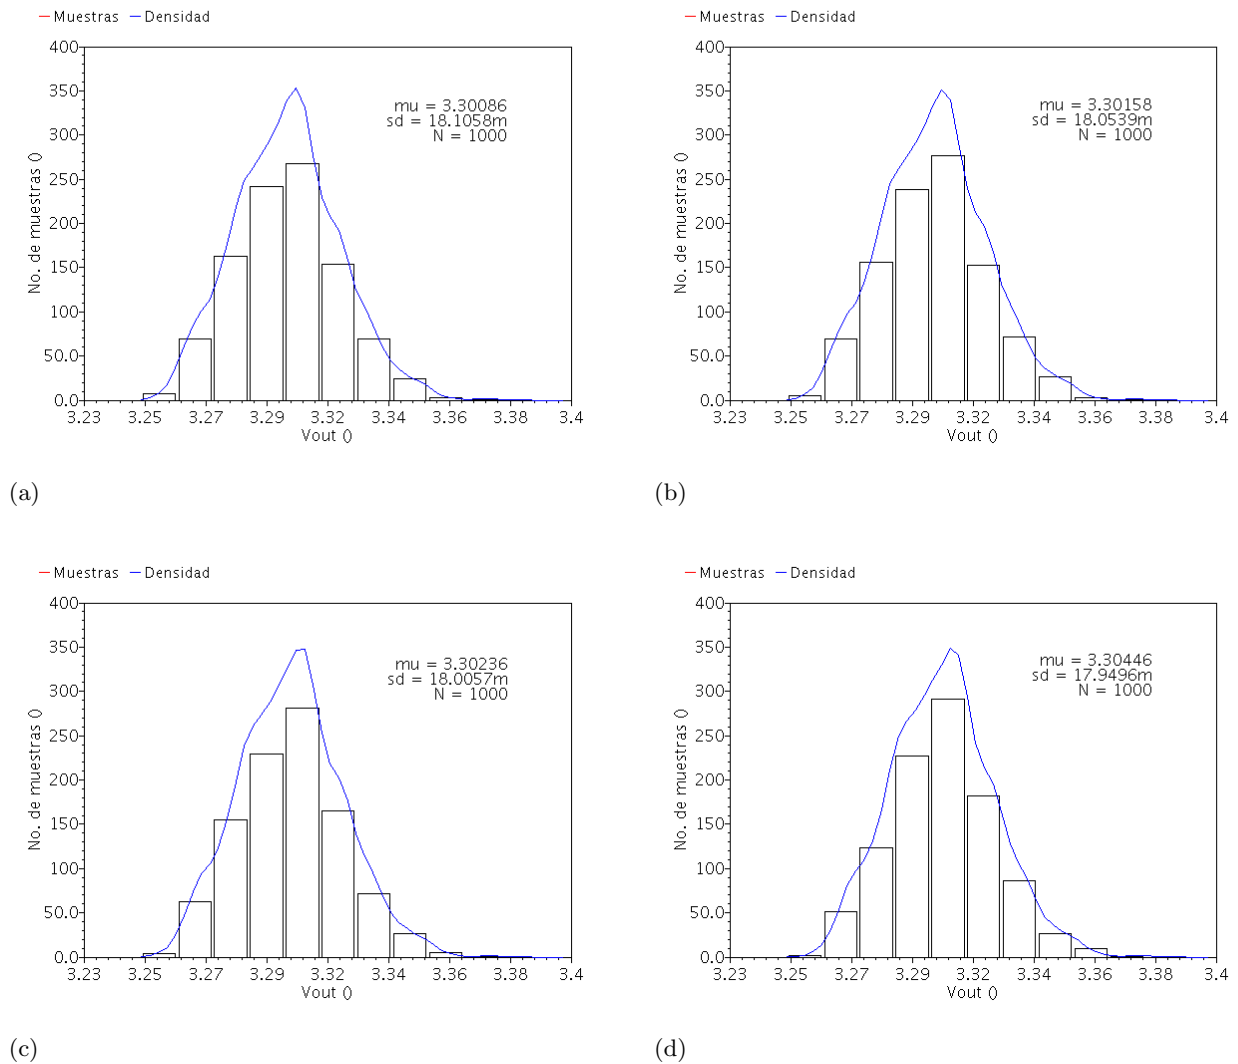 Muestras Densidad
400
350
300
250
200
150
100
50.0
0.0
No. de muestras ()
mu = 3.30086
sd = 18.1058m
N = 1000
3.23 3.25 3.27 3.29 3.32 3.34 3.36 3.38 3.4
Vout ()
(a)
Muestras Densidad
400
350
300
250
200
150
100
50.0
0.0
No. de muestras ()
mu = 3.30158
sd = 18.0539m
N = 1000
3.23 3.25 3.27 3.29 3.32 3.34 3.36 3.38 3.4
Vout ()
(b)
Muestras Densidad
400
350
300
250
200
150
100
50.0
0.0
No. de muestras ()
mu = 3.30236
sd = 18.0057m
N = 1000
3.23 3.25 3.27 3.29 3.32 3.34 3.36 3.38 3.4
Vout ()
(c)
Muestras Densidad
400
350
300
250
200
150
100
50.0
0.0
No. de muestras ()
mu = 3.30446
sd = 17.9496m
N = 1000
3.23 3.25 3.27 3.29 3.32 3.34 3.36 3.38 3.4
Vout ()
(d)